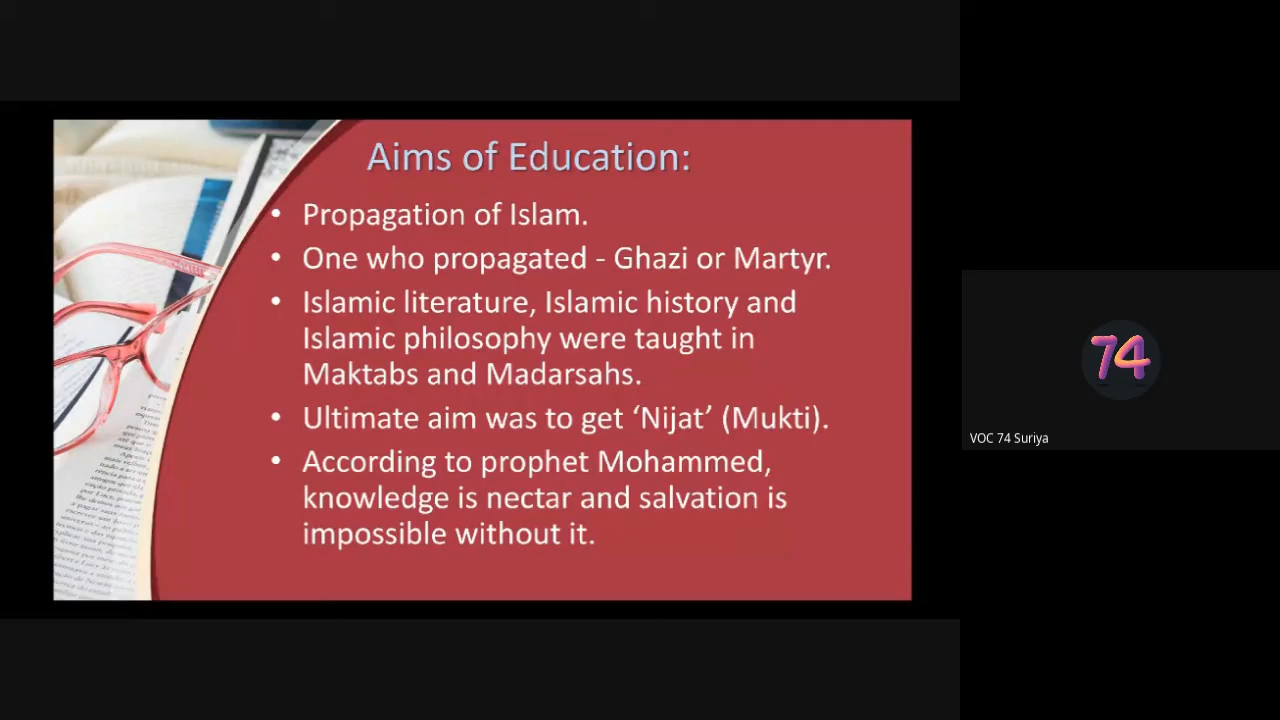 Aims of Education:
• Propagation of Islam.
• One who propagated - Ghazi or Martyr.
• Islamic literature, Islamic history and
Islamic philosophy were taught in
Maktabs and Madarsahs.
• Ultimate aim was to get ‘Nijat’ (Mukti).
• According to prophet Mohammed,
knowledge is nectar and salvation is
impossible without it.
74
VOC 74 Suriya